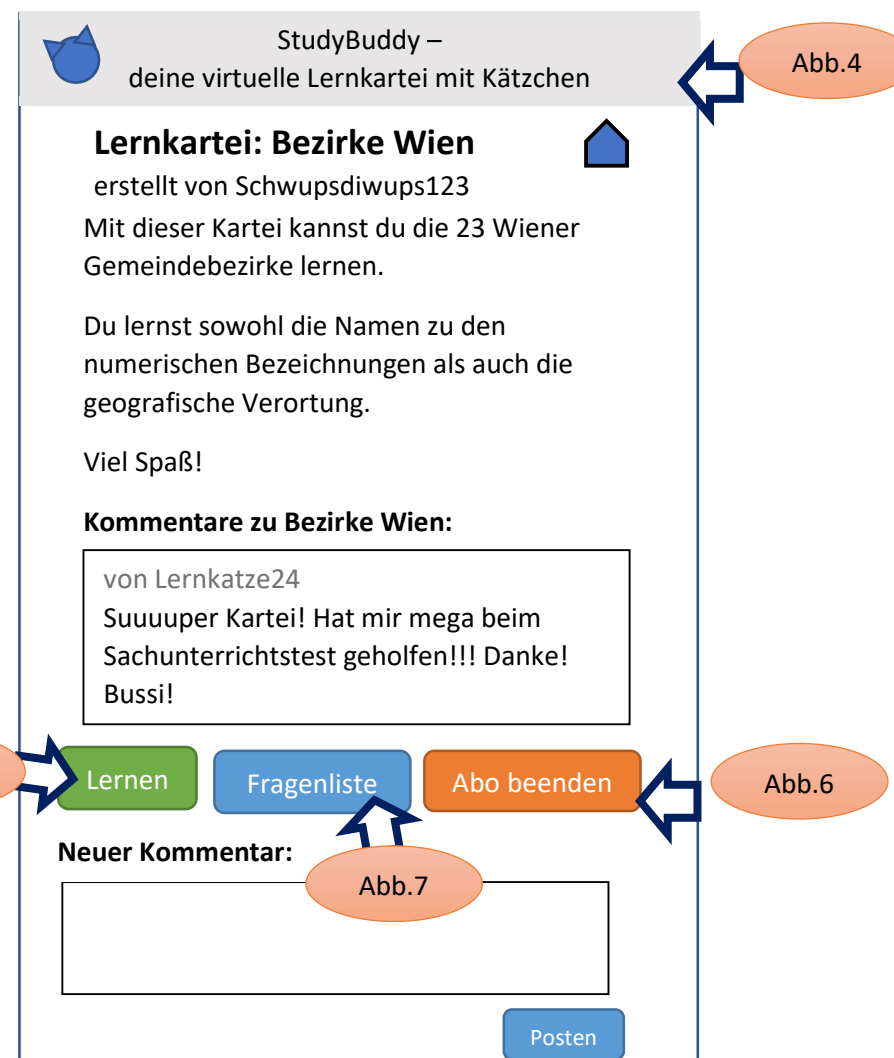 StudyBuddy –
deine virtuelle Lernkartei mit Kätzchen
Abb.4
Lernkartei: Bezirke Wien
erstellt von Schwupsdiwups123
Mit dieser Kartei kannst du die 23 Wiener
Gemeindebezirke lernen.
Du lernst sowohl die Namen zu den
numerischen Bezeichnungen als auch die
geografische Verortung.
Viel Spaß!
Kommentare zu Bezirke Wien:
von Lernkatze24
Suuuuper Kartei! Hat mir mega beim
Sachunterrichtstest geholfen!!! Danke!
Bussi!
Lernen
Fragenliste
Abo beenden
Abb.6
Neuer Kommentar:
Abb.7
Posten